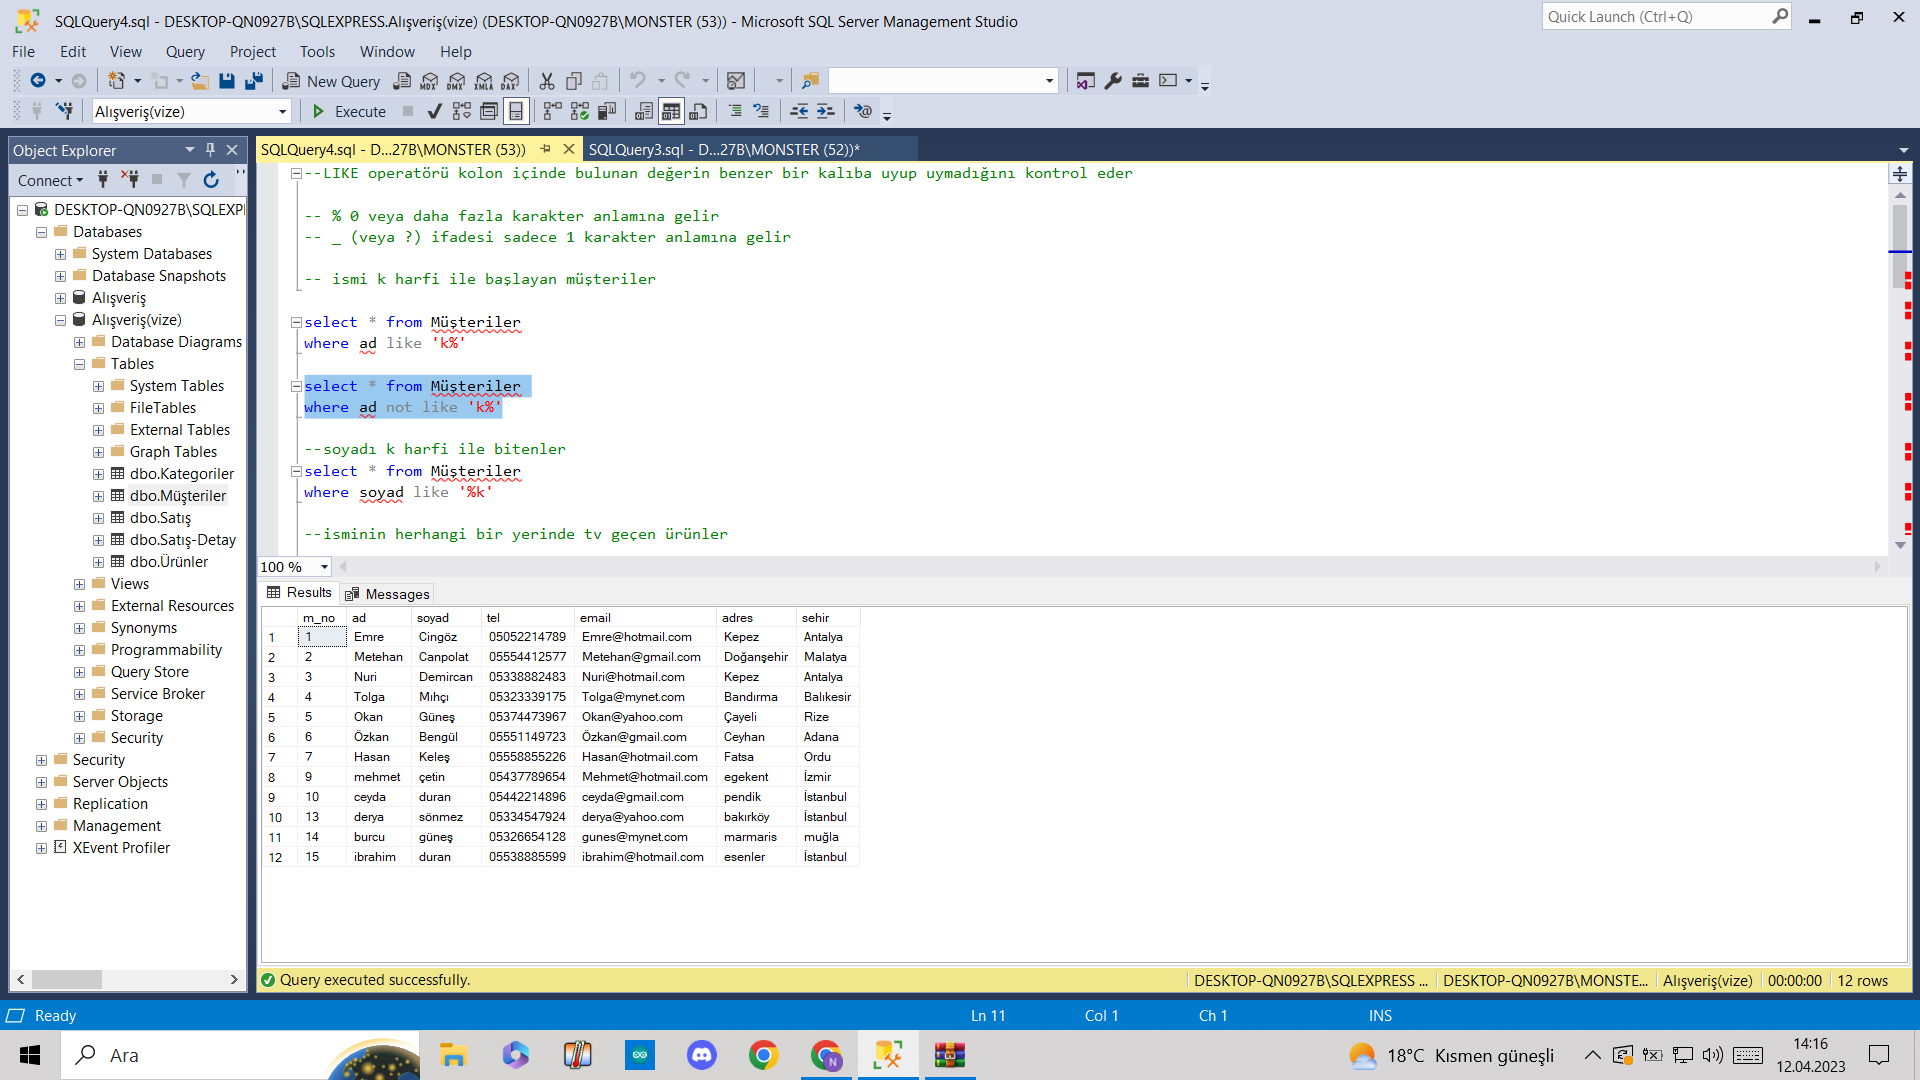 SQLQuery4.sql - DESKTOP-QN0927B\SQLEXPRESS.Alışveriş(vize) (DESKTOP-QN0927B\MONSTER (53)) - Microsoft SQL Server Management Studio
Quick Launch (Ctrl+Q)
File Edit View Query Project Tools Window Help
New Query
MDX DMX XMLA DAX
Alışveriş(vize)
Execute
Object Explorer
Connect
DESKTOP-QN0927B\SQLEXPI
Databases
System Databases
Database Snapshots
Alışveriş
Alışveriş(vize)
Database Diagrams
Tables
System Tables
FileTables
External Tables
Graph Tables
dbo.Kategoriler
dbo.Müşteriler
dbo.Satış
dbo.Satış-Detay
dbo.Ürünler
Views
External Resources
Synonyms
Programmability
Query Store
Service Broker
Storage
Security
Security
Server Objects
Replication
Management
XEvent Profiler
SQLQuery4.sql - D...27B\MONSTER (53))
SQLQuery3.sql - D...27B\MONSTER (52))*
--LIKE operatörü kolon içinde bulunan değerin benzer bir kalıba uyup uymadığını kontrol eder
-- % 0 veya daha fazla karakter anlamına gelir
-- _ (veya ?) ifadesi sadece 1 karakter anlamına gelir
-- ismi k harfi ile başlayan müşteriler
select * from Müşteriler
where ad like 'k%'
select * from Müşteriler
where ad not like 'k%'
--soyadı k harfi ile bitenler
select * from Müşteriler
where soyad like '%k'
--isminin herhangi bir yerinde tv geçen ürünler
100 %
Results Messages
m_no ad soyad tel email adres sehir
1 1 Emre Cingöz 05052214789 Emre@hotmail.com Kepez Antalya
2 2 Metehan Canpolat 05554412577 Metehan@gmail.com Doğanşehir Malatya
3 3 Nuri Demircan 05338882483 Nuri@hotmail.com Kepez Antalya
4 4 Tolga Mıhçı 05323339175 Tolga@mynet.com Bandırma Balıkesir
5 5 Okan Güneş 05374473967 Okan@yahoo.com Çayeli Rize
6 6 Özkan Bengül 05551149723 Özkan@gmail.com Ceyhan Adana
7 7 Hasan Keleş 05558855226 Hasan@hotmail.com Fatsa Ordu
8 9 mehmet çetin 05437789654 Mehmet@hotmail.com egekent İzmir
9 10 ceyda duran 05442214896 ceyda@gmail.com pendik İstanbul
10 13 derya sönmez 05334547924 derya@yahoo.com bakırköy İstanbul
11 14 burcu güneş 05326654128 gunes@mynet.com marmaris muğla
12 15 ibrahim duran 05538885599 ibrahim@hotmail.com esenler İstanbul
Query executed successfully.
DESKTOP-QN0927B\SQLEXPRESS ... DESKTOP-QN0927B\MONSTE... Alışveriş(vize) 00:00:00 12 rows
Ready
Ln 11 Col 1 Ch 1 INS
Ara
N
18°C Kısmen güneşli
14:16
12.04.2023